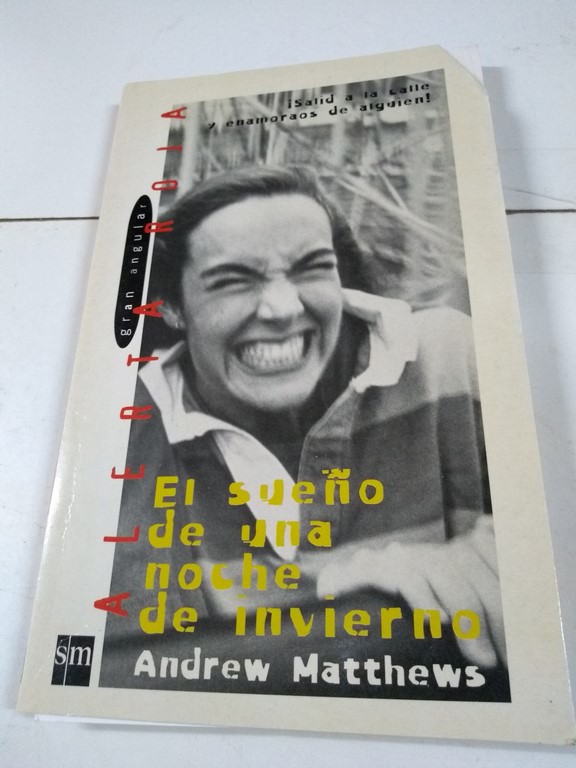 ¡Salid a la calle
y enamoraos de alguien!
ALERTA ROJA
gran angular
El sueño
de una
noche
de invierno
Andrew Matthews
sm